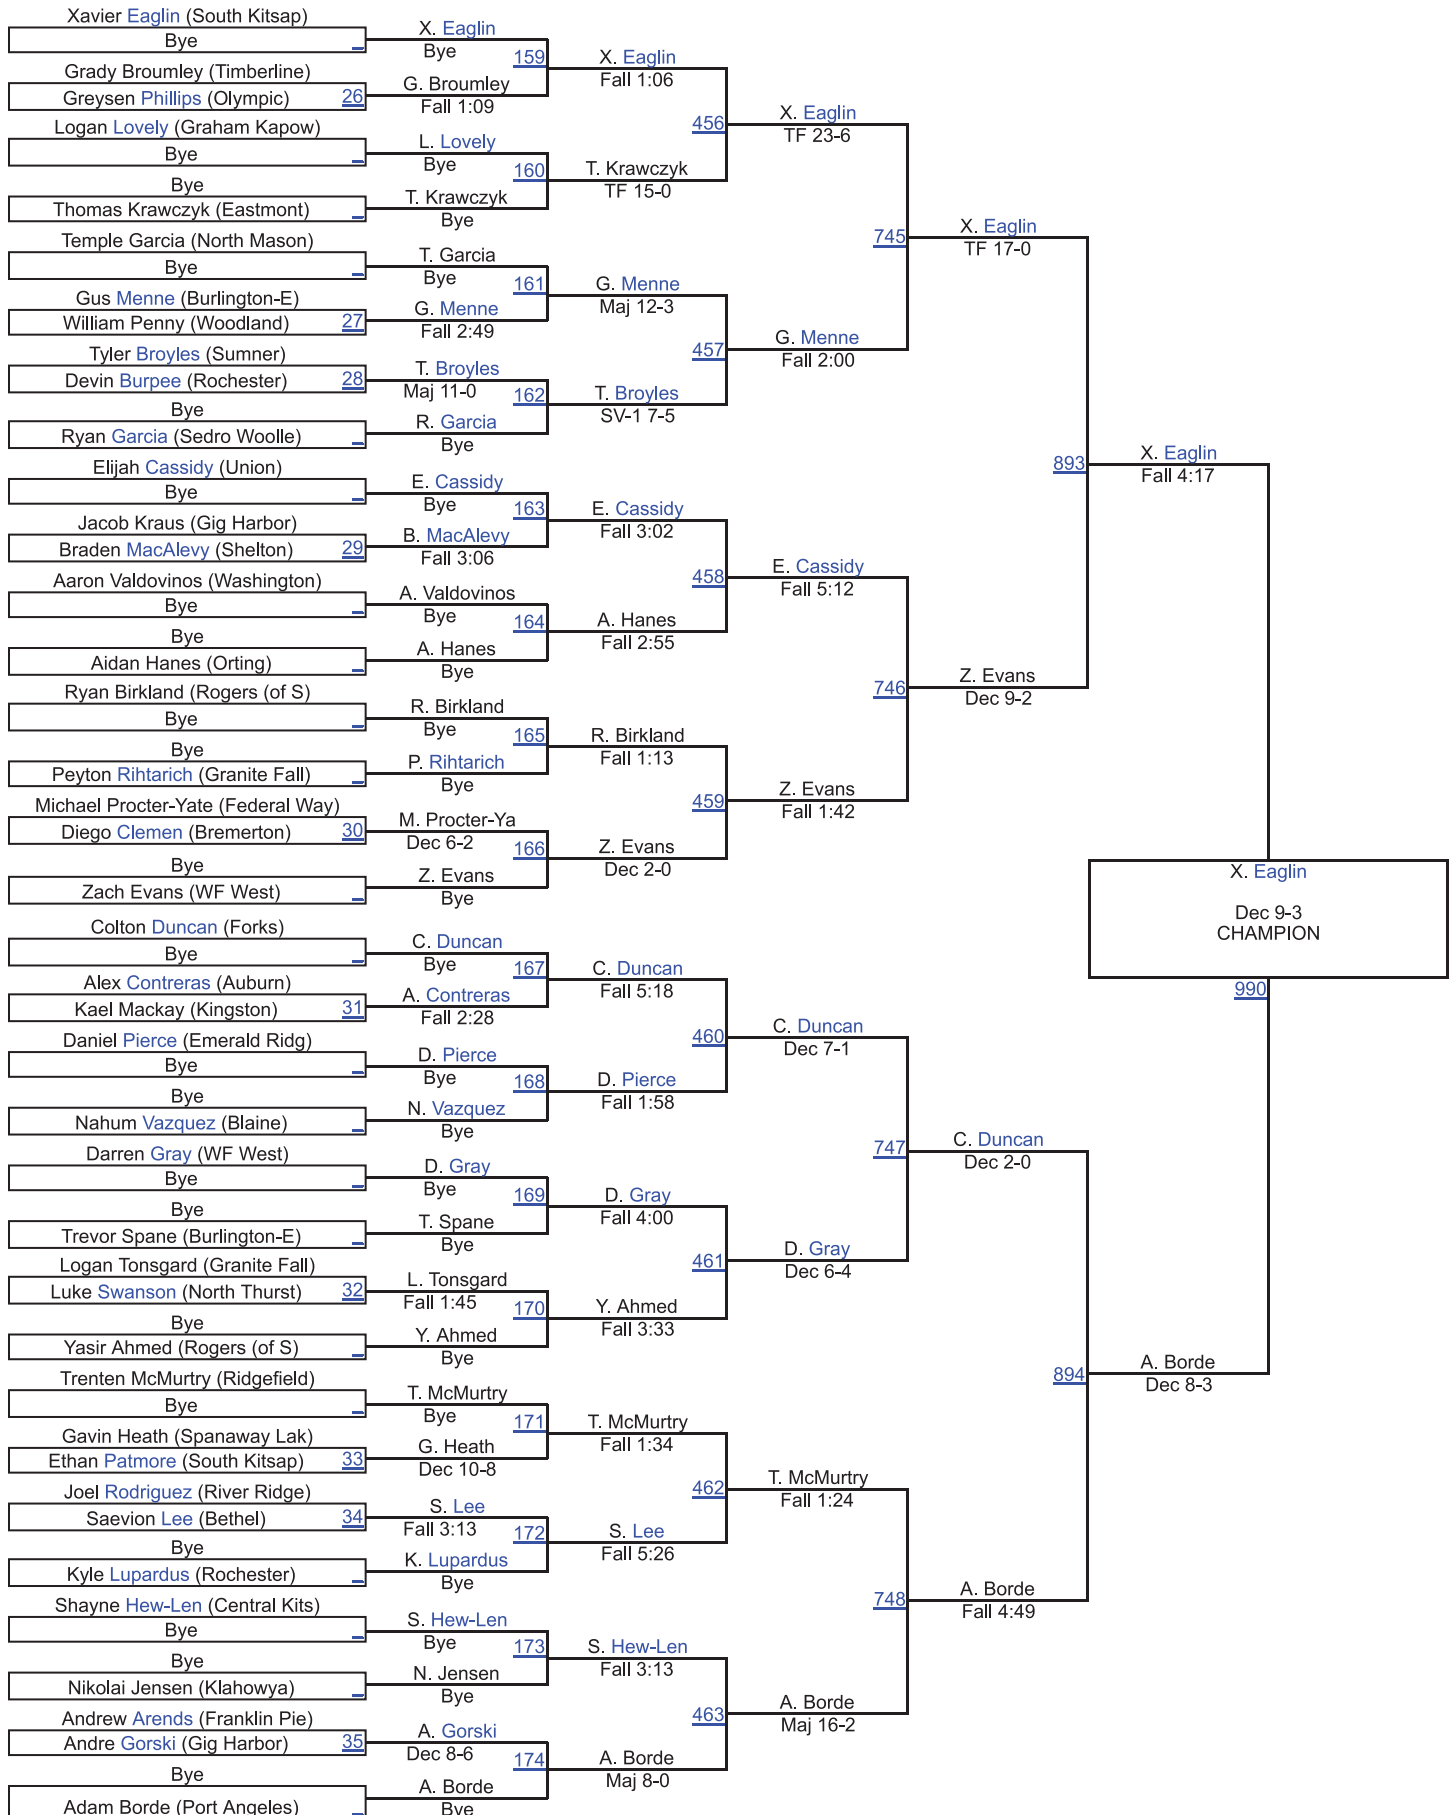 Xavier Eaglin (South Kitsap)
Bye
Grady Broumley (Timberline)
Greysen Phillips (Olympic) 26
Logan Lovely (Graham Kapow)
Bye
Bye
Thomas Krawczyk (Eastmont)
Temple Garcia (North Mason)
Bye
Gus Menne (Burlington-E)
William Penny (Woodland) 27
Tyler Broyles (Sumner)
Devin Burpee (Rochester) 28
Bye
Ryan Garcia (Sedro Woolle)
Elijah Cassidy (Union)
Bye
Jacob Kraus (Gig Harbor)
Braden MacAlevy (Shelton) 29
Aaron Valdovinos (Washington)
Bye
Bye
Aidan Hanes (Orting)
Ryan Birkland (Rogers (of S)
Bye
Bye
Peyton Rihtarich (Granite Fall)
Michael Procter-Yate (Federal Way)
Diego Clemen (Bremerton) 30
Bye
Zach Evans (WF West)
Colton Duncan (Forks)
Bye
Alex Contreras (Auburn)
Kael Mackay (Kingston) 31
Daniel Pierce (Emerald Ridg)
Bye
Bye
Nahum Vazquez (Blaine)
Darren Gray (WF West)
Bye
Bye
Trevor Spane (Burlington-E)
Logan Tonsgard (Granite Fall)
Luke Swanson (North Thurst) 32
Bye
Yasir Ahmed (Rogers (of S)
Trenten McMurtry (Ridgefield)
Bye
Gavin Heath (Spanaway Lak)
Ethan Patmore (South Kitsap) 33
Joel Rodriguez (River Ridge)
Saevion Lee (Bethel) 34
Bye
Kyle Lupardus (Rochester)
Shayne Hew-Len (Central Kits)
Bye
Bye
Nikolai Jensen (Klahowya)
Andrew Arends (Franklin Pie)
Andre Gorski (Gig Harbor) 35
Bye
Adam Borde (Port Angeles)
X. Eaglin
Bye
159
G. Broumley
Fall 1:09
L. Lovely
Bye
160
T. Krawczyk
Bye
T. Garcia
Bye
161
G. Menne
Fall 2:49
T. Broyles
Maj 11-0
162
R. Garcia
Bye
E. Cassidy
Bye
163
B. MacAlevy
Fall 3:06
A. Valdovinos
Bye
164
A. Hanes
Bye
R. Birkland
Bye
165
P. Rihtarich
Bye
M. Procter-Ya
Dec 6-2
166
Z. Evans
Bye
C. Duncan
Bye
167
A. Contreras
Fall 2:28
D. Pierce
Bye
168
N. Vazquez
Bye
D. Gray
Bye
169
T. Spane
Bye
L. Tonsgard
Fall 1:45
170
Y. Ahmed
Bye
T. McMurtry
Bye
171
G. Heath
Dec 10-8
S. Lee
Fall 3:13
172
K. Lupardus
Bye
S. Hew-Len
Bye
173
N. Jensen
Bye
A. Gorski
Dec 8-6
174
A. Borde
Bye
X. Eaglin
Fall 1:06
456
T. Krawczyk
TF 15-0
G. Menne
Maj 12-3
457
T. Broyles
SV-1 7-5
E. Cassidy
Fall 3:02
458
A. Hanes
Fall 2:55
R. Birkland
Fall 1:13
459
Z. Evans
Dec 2-0
C. Duncan
Fall 5:18
460
D. Pierce
Fall 1:58
D. Gray
Fall 4:00
461
Y. Ahmed
Fall 3:33
T. McMurtry
Fall 1:34
462
S. Lee
Fall 5:26
S. Hew-Len
Fall 3:13
463
A. Borde
Maj 8-0
X. Eaglin
TF 23-6
745
G. Menne
Fall 2:00
E. Cassidy
Fall 5:12
746
Z. Evans
Fall 1:42
C. Duncan
Dec 7-1
747
D. Gray
Dec 6-4
T. McMurtry
Fall 1:24
748
A. Borde
Maj 16-2
X. Eaglin
TF 17-0
893
Z. Evans
Dec 9-2
C. Duncan
Dec 2-0
894
A. Borde
Fall 4:49
X. Eaglin
Fall 4:17
X. Eaglin
Dec 9-3
CHAMPION
990
A. Borde
Dec 8-3